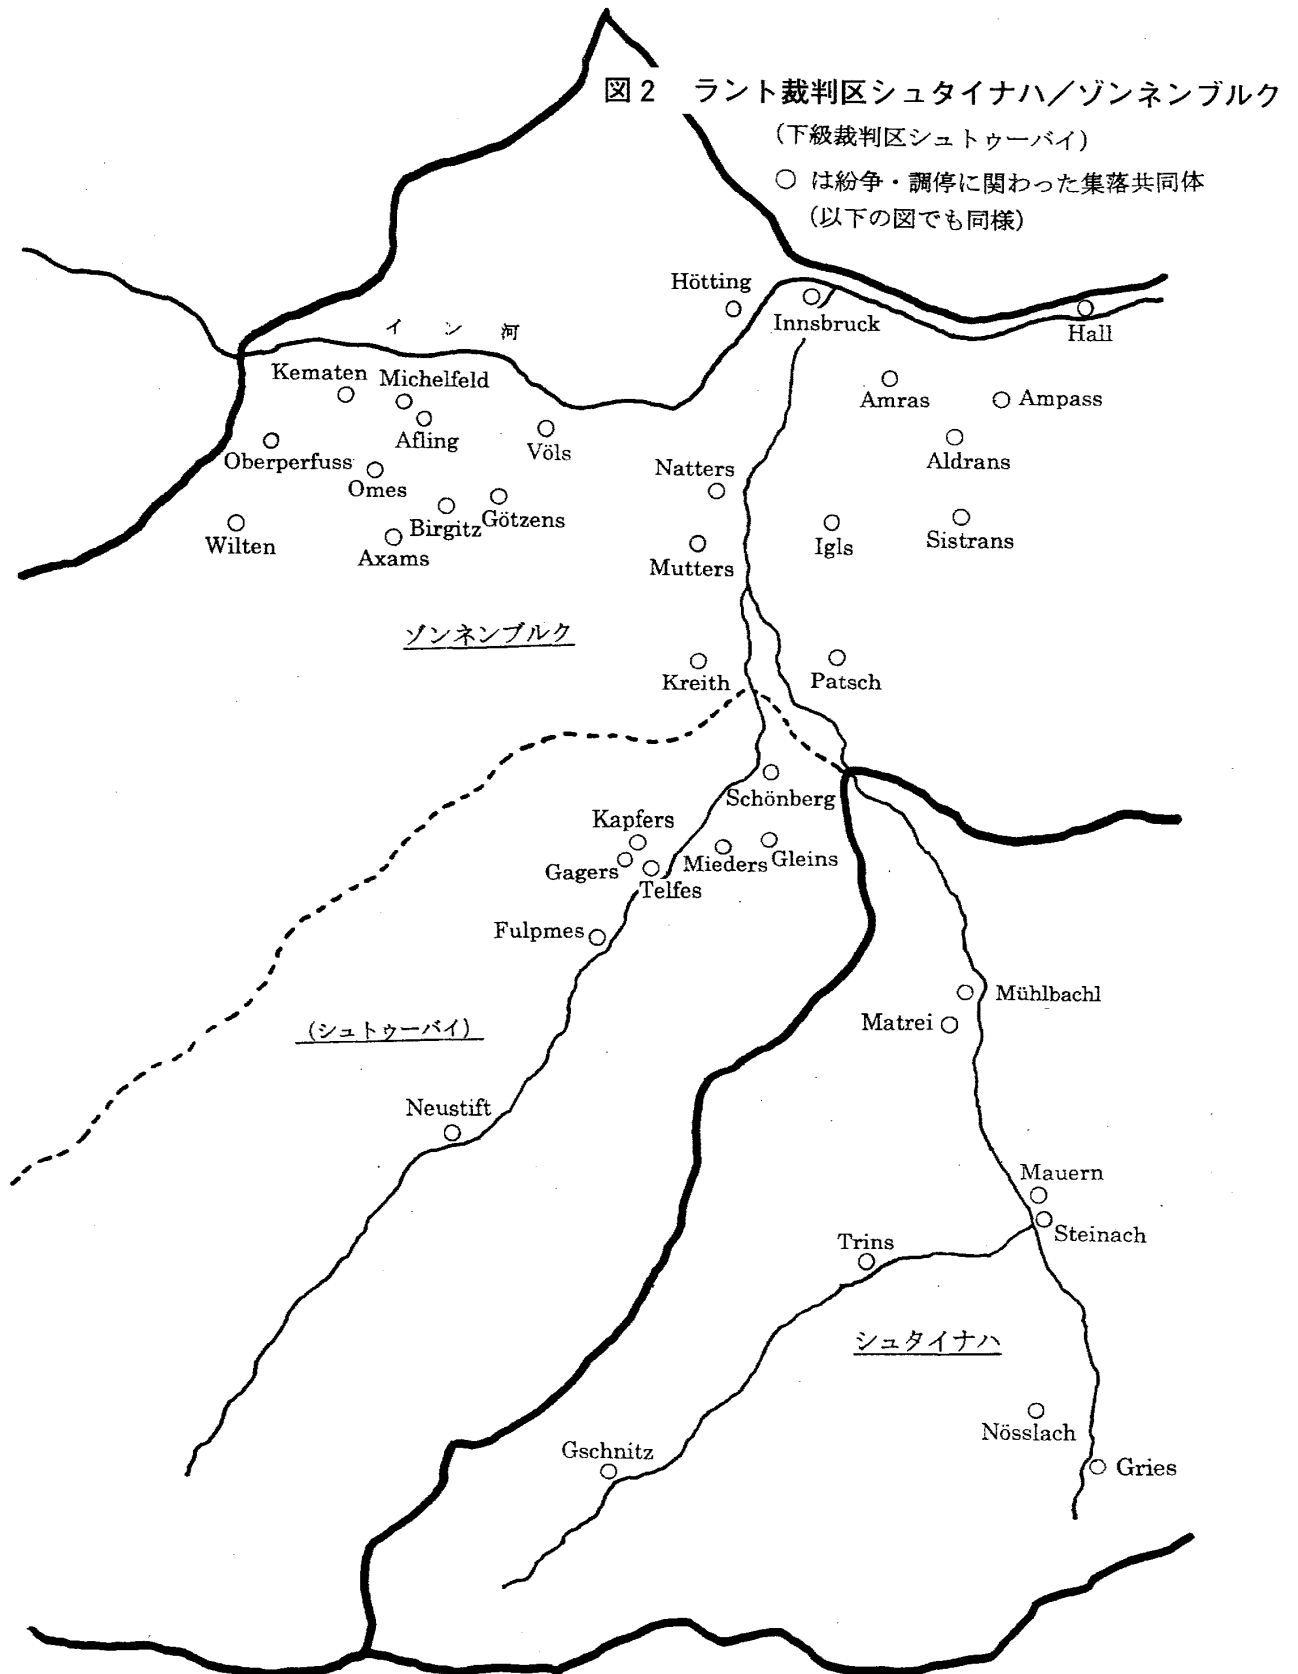 図2 ラント裁判区シュタイナハ／ゾンネンブルク
（下級裁判区シュトゥーバイ）
○ は紛争・調停に関わった集落共同体
（以下の図でも同様）
Hötting
Innsbruck
Hall
イン河
Kematen
Michelfeld
Amras
Ampass
Afling
Völs
Oberperfuss
Aldrans
Natters
Omes
Birgitz
Götzens
Wilten
Axams
Igls
Sistrans
Mutters
ゾンネンブルク
Kreith
Patsch
Schönberg
Kapfers
Gagers
Mieders
Gleins
Telfes
Fulpmes
Mühlbachl
Matrei
(シュトゥーバイ)
Neustift
Mauern
Steinach
Trins
シュタイナハ
Nösslach
Gschnitz
Gries